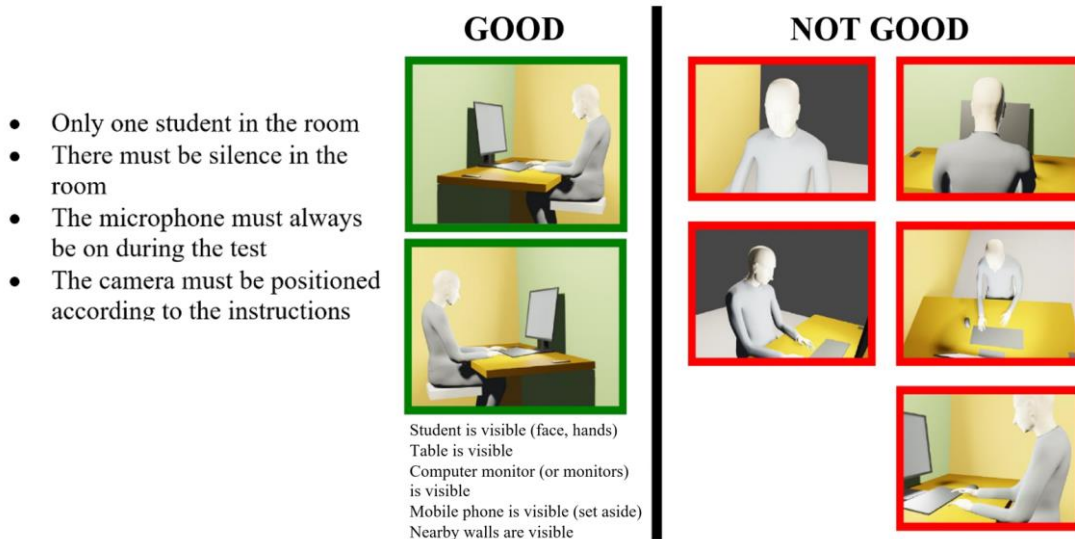 GOOD
NOT GOOD
● Only one student in the room
● There must be silence in the
room
● The microphone must always
be on during the test
● The camera must be positioned
according to the instructions
Student is visible (face, hands)
Table is visible
Computer monitor (or monitors)
is visible
Mobile phone is visible (set aside)
Nearby walls are visible